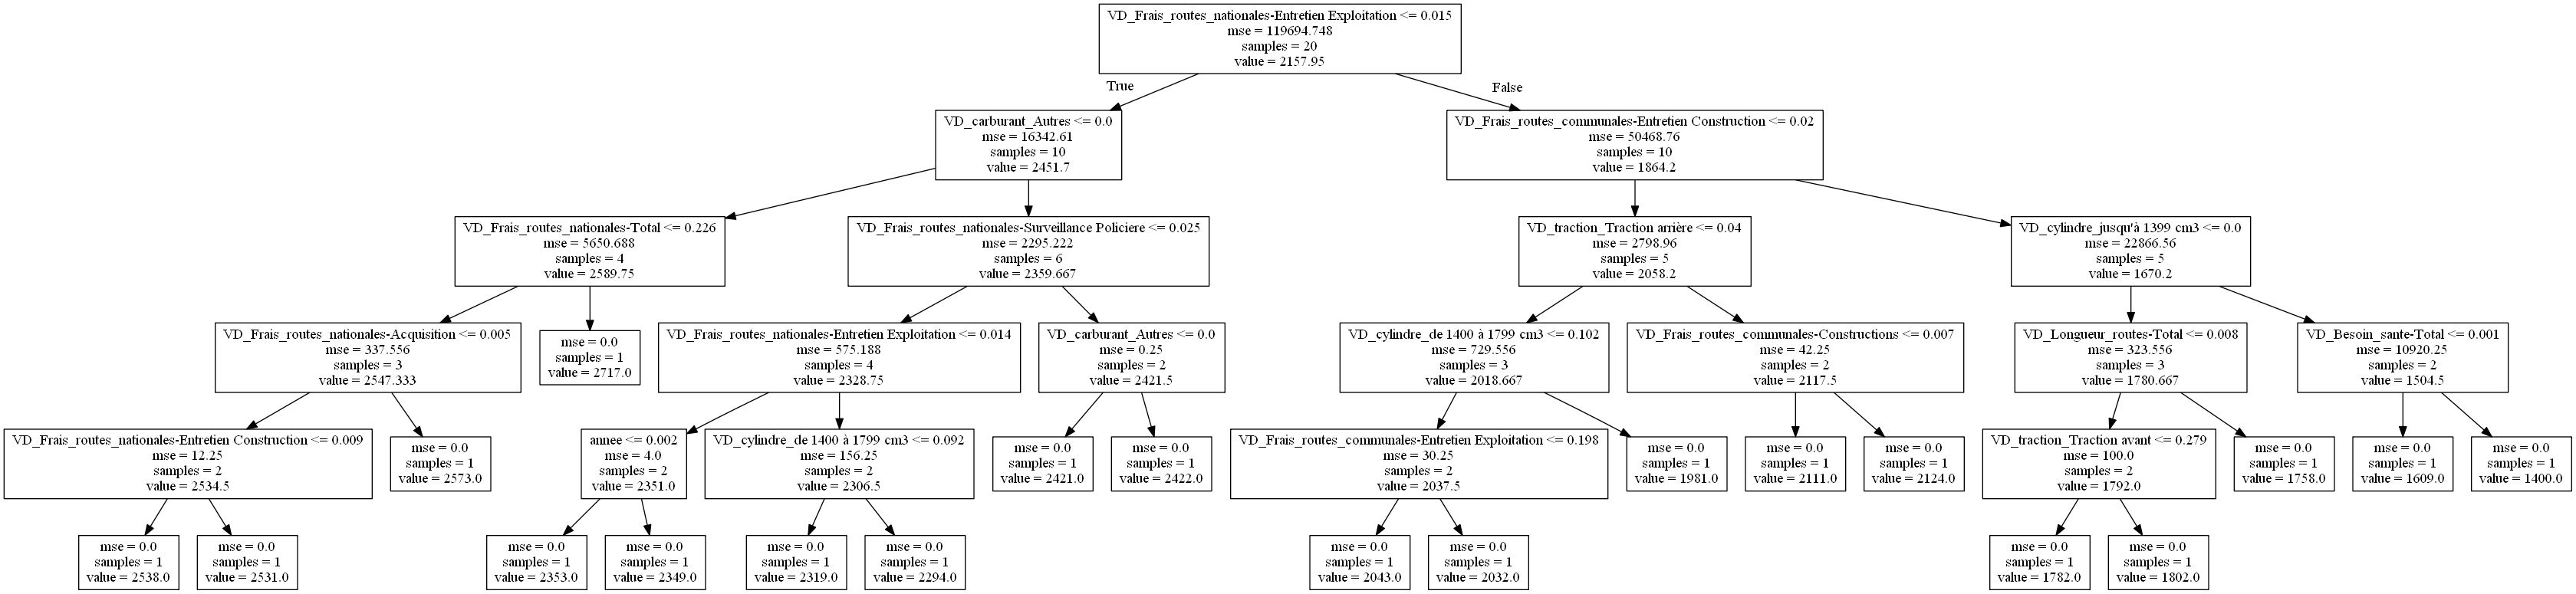 VD_Frais_routes_nationales-Entretien Exploitation <= 0.015
mse = 119694.748
samples = 20
value = 2157.95
True
False
VD_carburant_Autres <= 0.0
mse = 16342.61
samples = 10
value = 2451.7
VD_Frais_routes_communales-Entretien Construction <= 0.02
mse = 50468.76
samples = 10
value = 1864.2
VD_Frais_routes_nationales-Total <= 0.226
mse = 5650.688
samples = 4
value = 2589.75
VD_Frais_routes_nationales-Surveillance Policiere <= 0.025
mse = 2295.222
samples = 6
value = 2359.667
VD_traction_Traction arrière <= 0.04
mse = 2798.96
samples = 5
value = 2058.2
VD_cylindre_jusqu'à 1399 cm3 <= 0.0
mse = 22866.56
samples = 5
value = 1670.2
VD_Frais_routes_nationales-Acquisition <= 0.005
mse = 337.556
samples = 3
value = 2547.333
mse = 0.0
samples = 1
value = 2717.0
VD_Frais_routes_nationales-Entretien Exploitation <= 0.014
mse = 575.188
samples = 4
value = 2328.75
VD_carburant_Autres <= 0.0
mse = 0.25
samples = 2
value = 2421.5
VD_cylindre_de 1400 à 1799 cm3 <= 0.102
mse = 729.556
samples = 3
value = 2018.667
VD_Frais_routes_communales-Constructions <= 0.007
mse = 42.25
samples = 2
value = 2117.5
VD_Longueur_routes-Total <= 0.008
mse = 323.556
samples = 3
value = 1780.667
VD_Besoin_sante-Total <= 0.001
mse = 10920.25
samples = 2
value = 1504.5
VD_Frais_routes_nationales-Entretien Construction <= 0.009
mse = 12.25
samples = 2
value = 2534.5
mse = 0.0
samples = 1
value = 2573.0
annee <= 0.002
mse = 4.0
samples = 2
value = 2351.0
VD_cylindre_de 1400 à 1799 cm3 <= 0.092
mse = 156.25
samples = 2
value = 2306.5
mse = 0.0
samples = 1
value = 2421.0
mse = 0.0
samples = 1
value = 2422.0
VD_Frais_routes_communales-Entretien Exploitation <= 0.198
mse = 30.25
samples = 2
value = 2037.5
mse = 0.0
samples = 1
value = 1981.0
mse = 0.0
samples = 1
value = 2111.0
mse = 0.0
samples = 1
value = 2124.0
VD_traction_Traction avant <= 0.279
mse = 100.0
samples = 2
value = 1792.0
mse = 0.0
samples = 1
value = 1758.0
mse = 0.0
samples = 1
value = 1609.0
mse = 0.0
samples = 1
value = 1400.0
mse = 0.0
samples = 1
value = 2538.0
mse = 0.0
samples = 1
value = 2531.0
mse = 0.0
samples = 1
value = 2353.0
mse = 0.0
samples = 1
value = 2349.0
mse = 0.0
samples = 1
value = 2319.0
mse = 0.0
samples = 1
value = 2294.0
mse = 0.0
samples = 1
value = 2043.0
mse = 0.0
samples = 1
value = 2032.0
mse = 0.0
samples = 1
value = 1782.0
mse = 0.0
samples = 1
value = 1802.0